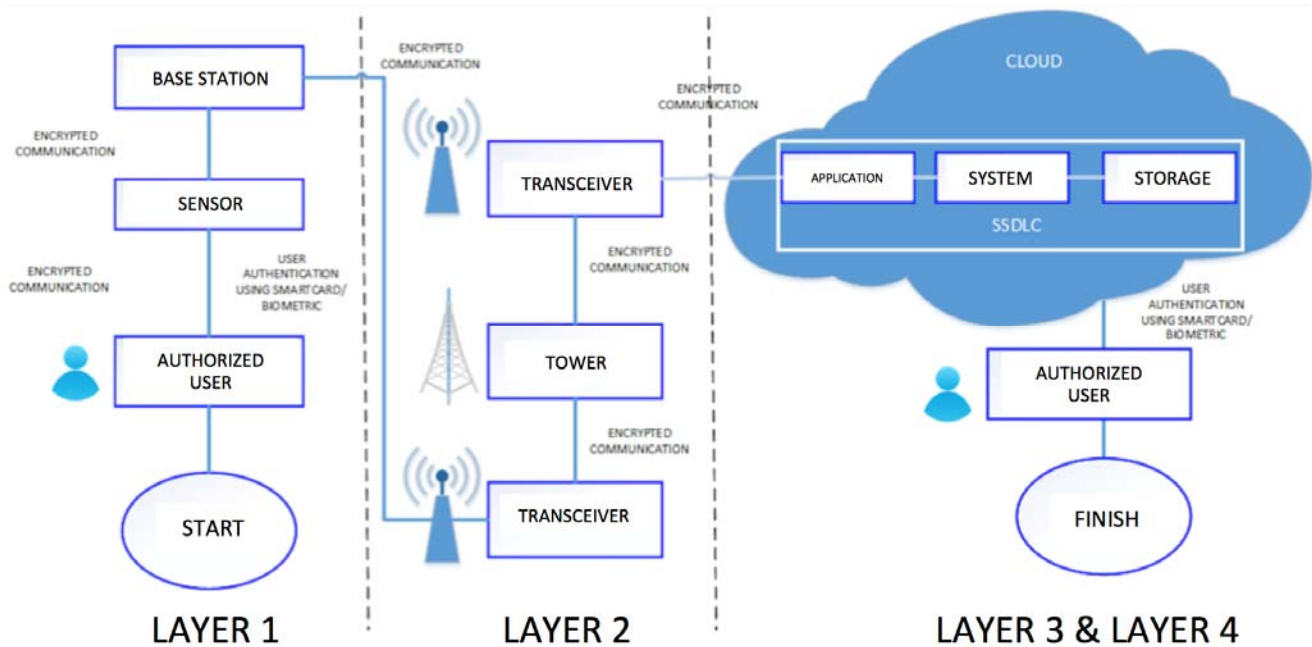 BASE STATION
ENCRYPTED
COMMUNICATION
SENSOR
ENCRYPTED
COMMUNICATION
USER
AUTHENTICATION
USING SMARTCARD/
BIOMETRIC
AUTHORIZED
USER
START
LAYER 1
ENCRYPTED
COMMUNICATION
TRANSCEIVER
ENCRYPTED
COMMUNICATION
TOWER
ENCRYPTED
COMMUNICATION
TRANSCEIVER
LAYER 2
ENCRYPTED
COMMUNICATION
CLOUD
APPLICATION
SYSTEM
STORAGE
SSDLC
USER
AUTHENTICATION
USING SMARTCARD/
BIOMETRIC
AUTHORIZED
USER
FINISH
LAYER 3 & LAYER 4